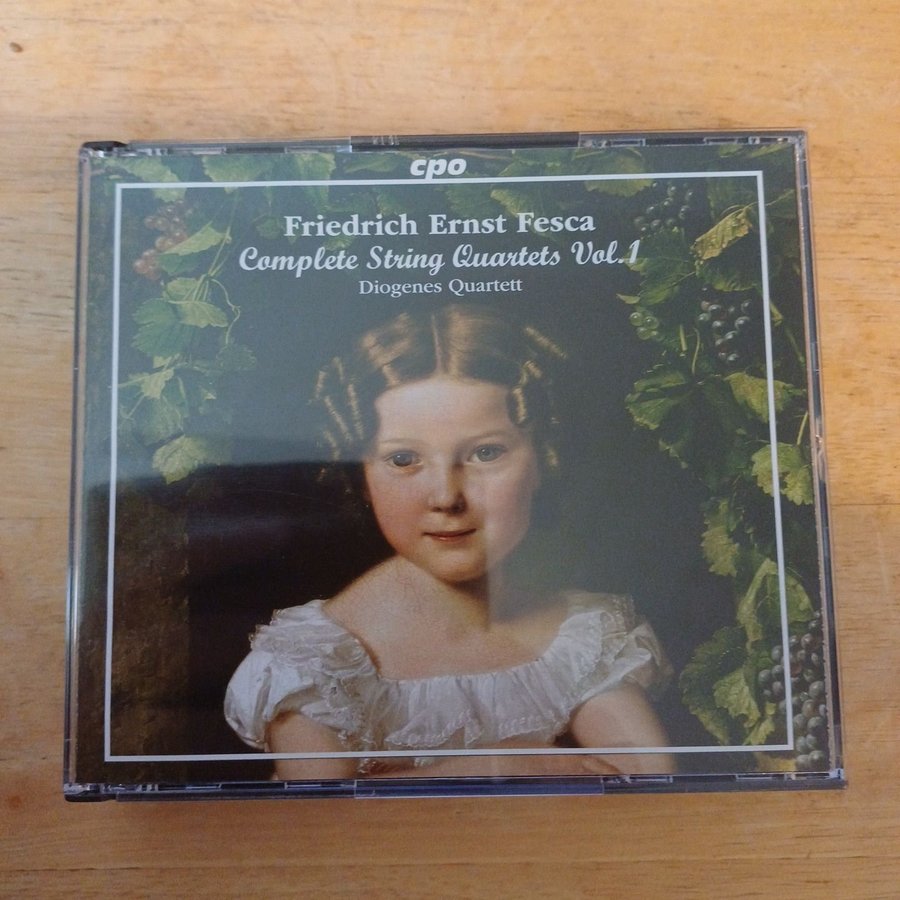 cpo
Friedrich Ernst Fesca
Complete String Quartets Vol.1
Diogenes Quartett